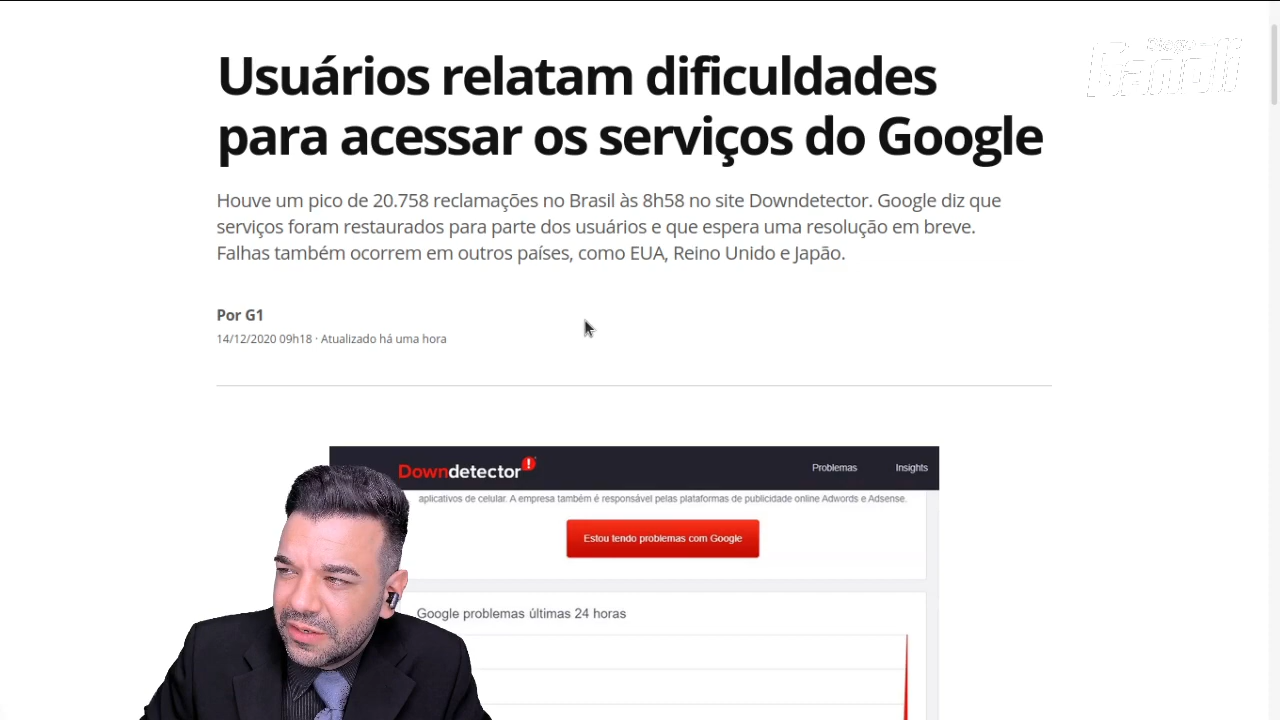 Usuários relatam dificuldades
para acessar os serviços do Google
Houve um pico de 20.758 reclamações no Brasil às 8h58 no site Downdetector. Google diz que
serviços foram restaurados para parte dos usuários e que espera uma resolução em breve.
Falhas também ocorrem em outros países, como EUA, Reino Unido e Japão.
Por G1
14/12/2020 09h18 · Atualizado há uma hora
Downdetector!
Problemas Insights
aplicativos de celular. A empresa também é responsável pelas plataformas de publicidade online Adwords e Adsense.
Estou tendo problemas com Google
Google problemas últimas 24 horas